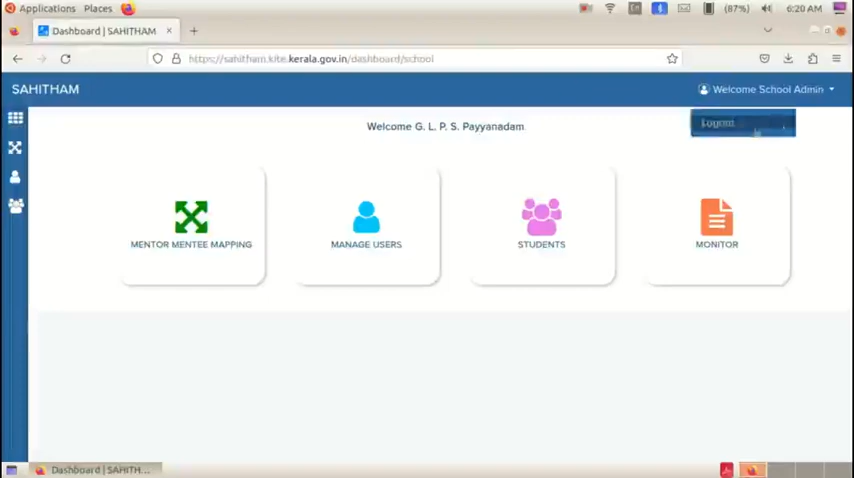 Applications Places
(87%) 6:20 AM
Dashboard | SAHITHAM
https://sahitham.kite.kerala.gov.in/dashboard/school
SAHITHAM
Welcome School Admin
Logout
Welcome G. L. P. S. Payyanadam
MENTOR MENTEE MAPPING
MANAGE USERS
STUDENTS
MONITOR
Dashboard | SAHITH...